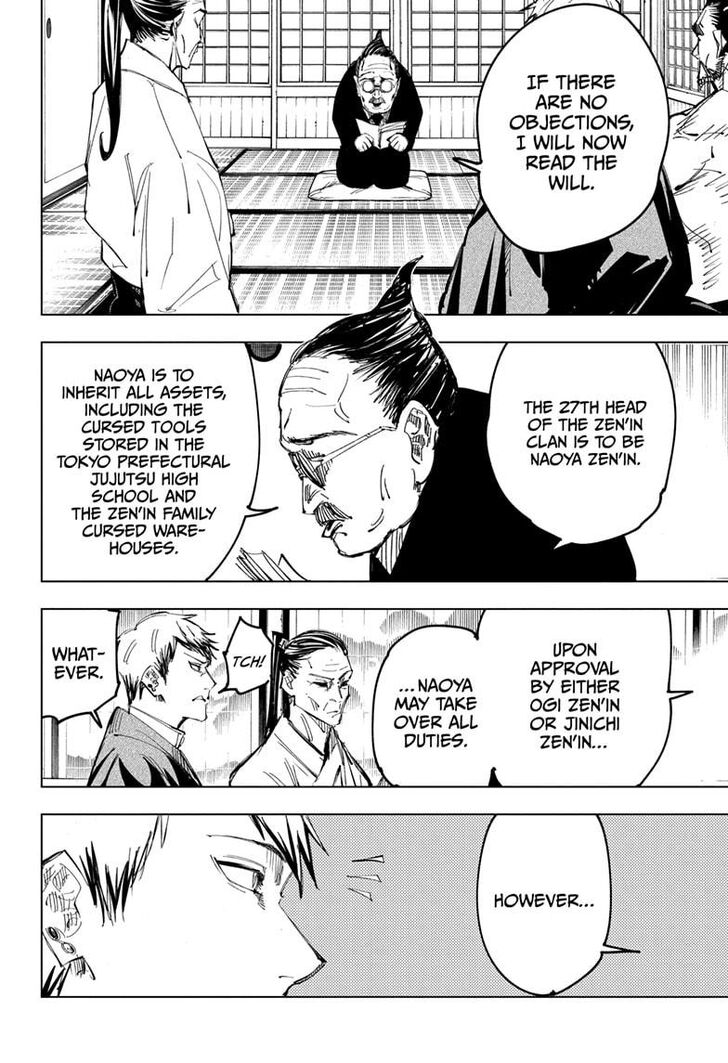 IF THERE
ARE NO
OBJECTIONS,
I WILL NOW
READ THE
WILL.
THE 27TH HEAD
OF THE ZEN'IN
CLAN IS TO BE
NAOYA ZEN'IN.
NAOYA IS TO
INHERIT ALL ASSETS,
INCLUDING THE
CURSED TOOLS
STORED IN THE
TOKYO PREFECTURAL
JUJUTSU HIGH
SCHOOL AND
THE ZEN'IN FAMILY
CURSED WARE-
HOUSES.
UPON
APPROVAL
BY EITHER
OGI ZEN'IN
OR JINICHI
ZEN'IN...
...NAOYA
MAY TAKE
OVER ALL
DUTIES.
TCH!
WHAT-
EVER.
HOWEVER...